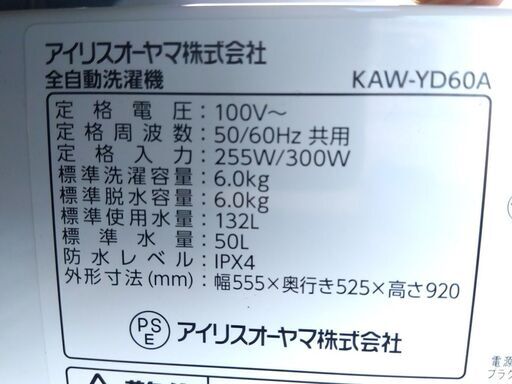 アイリスオーヤマ株式会社
全自動洗濯機 KAW-YD60A
定格電圧：100V～
定格周波数：50/60Hz 共用
定格入力：255W/300W
標準洗濯容量：6.0kg
標準脱水容量：6.0kg
標準使用水量：132L
標準水量：50L
防水レベル：IPX4
外形寸法(mm)：幅555×奥行き525×高さ920
PS
E アイリスオーヤマ株式会社
電源
プラク